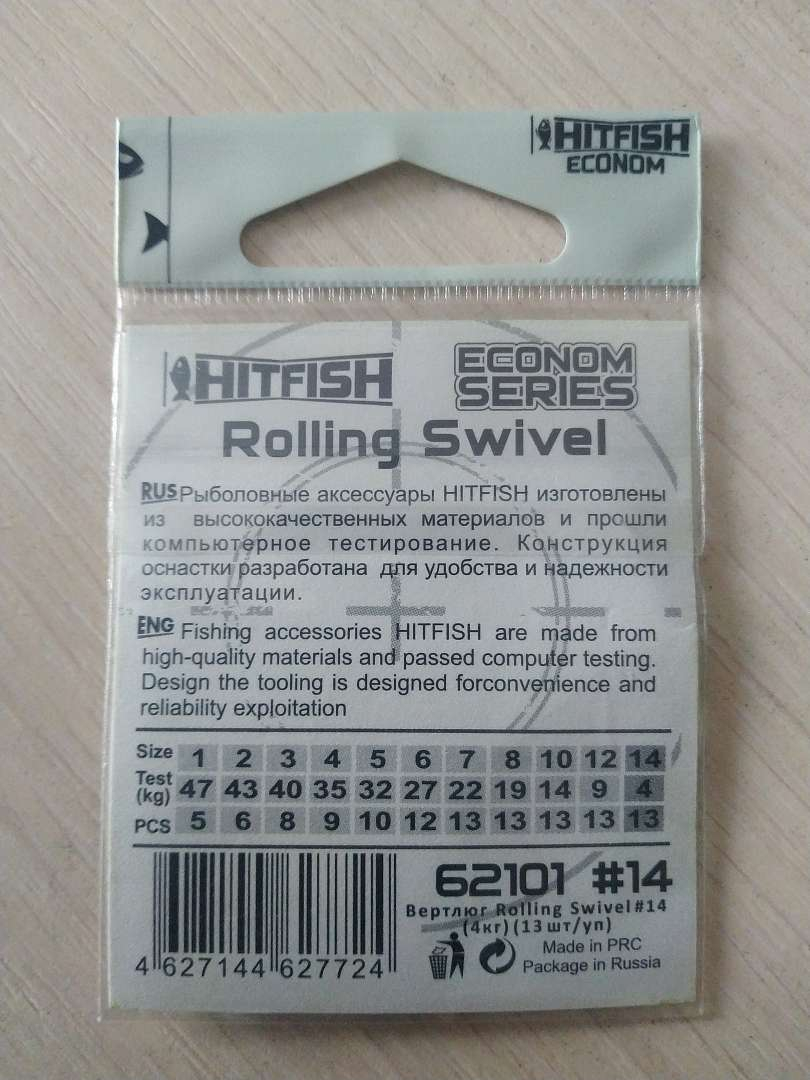 HITFISH
ECONOM
HITFISH
ECONOM
SERIES
Rolling Swivel
RUS Рыболовные аксессуары HITFISH изготовлены
из высококачественных материалов и прошли
компьютерное тестирование. Конструкция
оснастки разработана для удобства и надежности
эксплуатации.
ENG Fishing accessories HITFISH are made from
high-quality materials and passed computer testing.
Design the tooling is designed forconvenience and
reliability exploitation
Size 1 2 3 4 5 6 7 8 10 12 14
Test (kg) 47 43 40 35 32 27 22 19 14 9 4
PCS 5 6 8 9 10 12 13 13 13 13 13
62101 #14
Вертлюг Rolling Swivel #14
(4кг) (13 шт/уп)
Made in PRC
Package in Russia
4 627144 627724